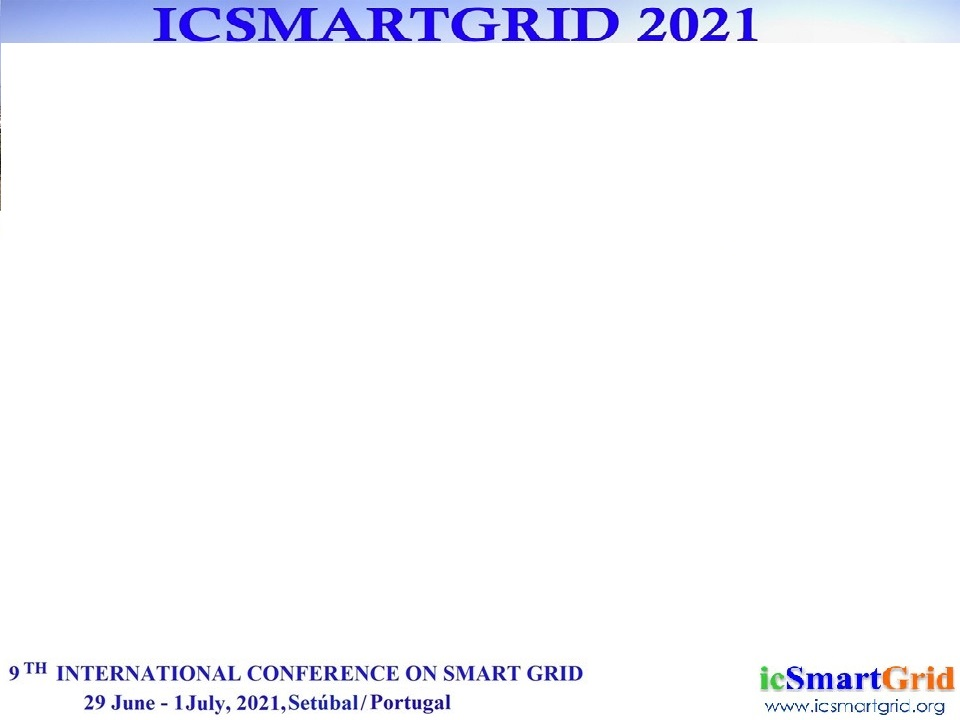 ICSMARTGRID 2021
9 TH INTERNATIONAL CONFERENCE ON SMART GRID
29 June - 1July, 2021,Setúbal/Portugal
icSmartGrid
www.icsmartgrid.org